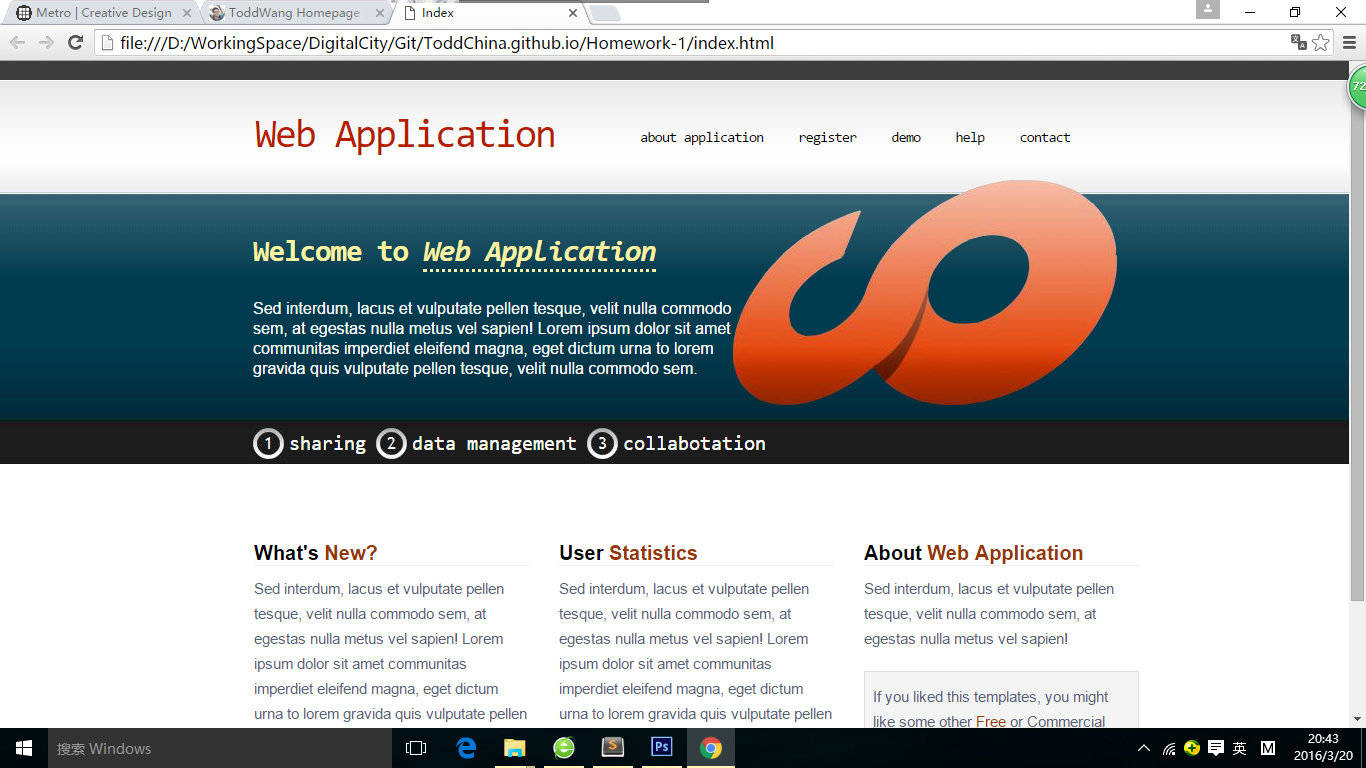 Metro | Creative Design
ToddWang Homepage
Index
file:///D:/WorkingSpace/DigitalCity/Git/ToddChina.github.io/Homework-1/index.html
72
Web Application
about application register demo help contact
Welcome to Web Application
Sed interdum, lacus et vulputate pellen tesque, velit nulla commodo
sem, at egestas nulla metus vel sapien! Lorem ipsum dolor sit amet
communitas imperdiet eleifend magna, eget dictum urna to lorem
gravida quis vulputate pellen tesque, velit nulla commodo sem.
1 sharing 2 data management 3 collabotation
What's New?
Sed interdum, lacus et vulputate pellen
tesque, velit nulla commodo sem, at
egestas nulla metus vel sapien! Lorem
ipsum dolor sit amet communitas
imperdiet eleifend magna, eget dictum
urna to lorem gravida quis vulputate pellen
User Statistics
Sed interdum, lacus et vulputate pellen
tesque, velit nulla commodo sem, at
egestas nulla metus vel sapien! Lorem
ipsum dolor sit amet communitas
imperdiet eleifend magna, eget dictum
urna to lorem gravida quis vulputate pellen
About Web Application
Sed interdum, lacus et vulputate pellen
tesque, velit nulla commodo sem, at
egestas nulla metus vel sapien!
If you liked this templates, you might
like some other Free or Commercial
搜索 Windows
S
Ps
英
M
20:43
2016/3/20